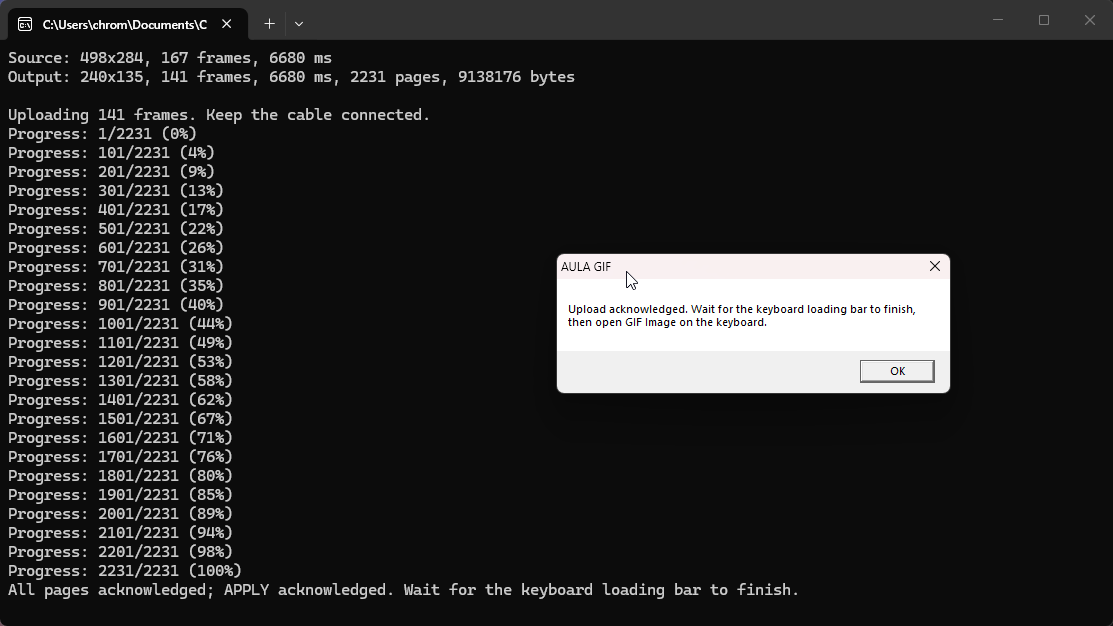 C:\Users\chrom\Documents\C
Source: 498x284, 167 frames, 6680 ms
Output: 240x135, 141 frames, 6680 ms, 2231 pages, 9138176 bytes
Uploading 141 frames. Keep the cable connected.
Progress: 1/2231 (0%)
Progress: 101/2231 (4%)
Progress: 201/2231 (9%)
Progress: 301/2231 (13%)
Progress: 401/2231 (17%)
Progress: 501/2231 (22%)
Progress: 601/2231 (26%)
Progress: 701/2231 (31%)
Progress: 801/2231 (35%)
Progress: 901/2231 (40%)
Progress: 1001/2231 (44%)
Progress: 1101/2231 (49%)
Progress: 1201/2231 (53%)
Progress: 1301/2231 (58%)
Progress: 1401/2231 (62%)
Progress: 1501/2231 (67%)
Progress: 1601/2231 (71%)
Progress: 1701/2231 (76%)
Progress: 1801/2231 (80%)
Progress: 1901/2231 (85%)
Progress: 2001/2231 (89%)
Progress: 2101/2231 (94%)
Progress: 2201/2231 (98%)
Progress: 2231/2231 (100%)
All pages acknowledged; APPLY acknowledged. Wait for the keyboard loading bar to finish.
AULA GIF
Upload acknowledged. Wait for the keyboard loading bar to finish,
then open GIF Image on the keyboard.
OK